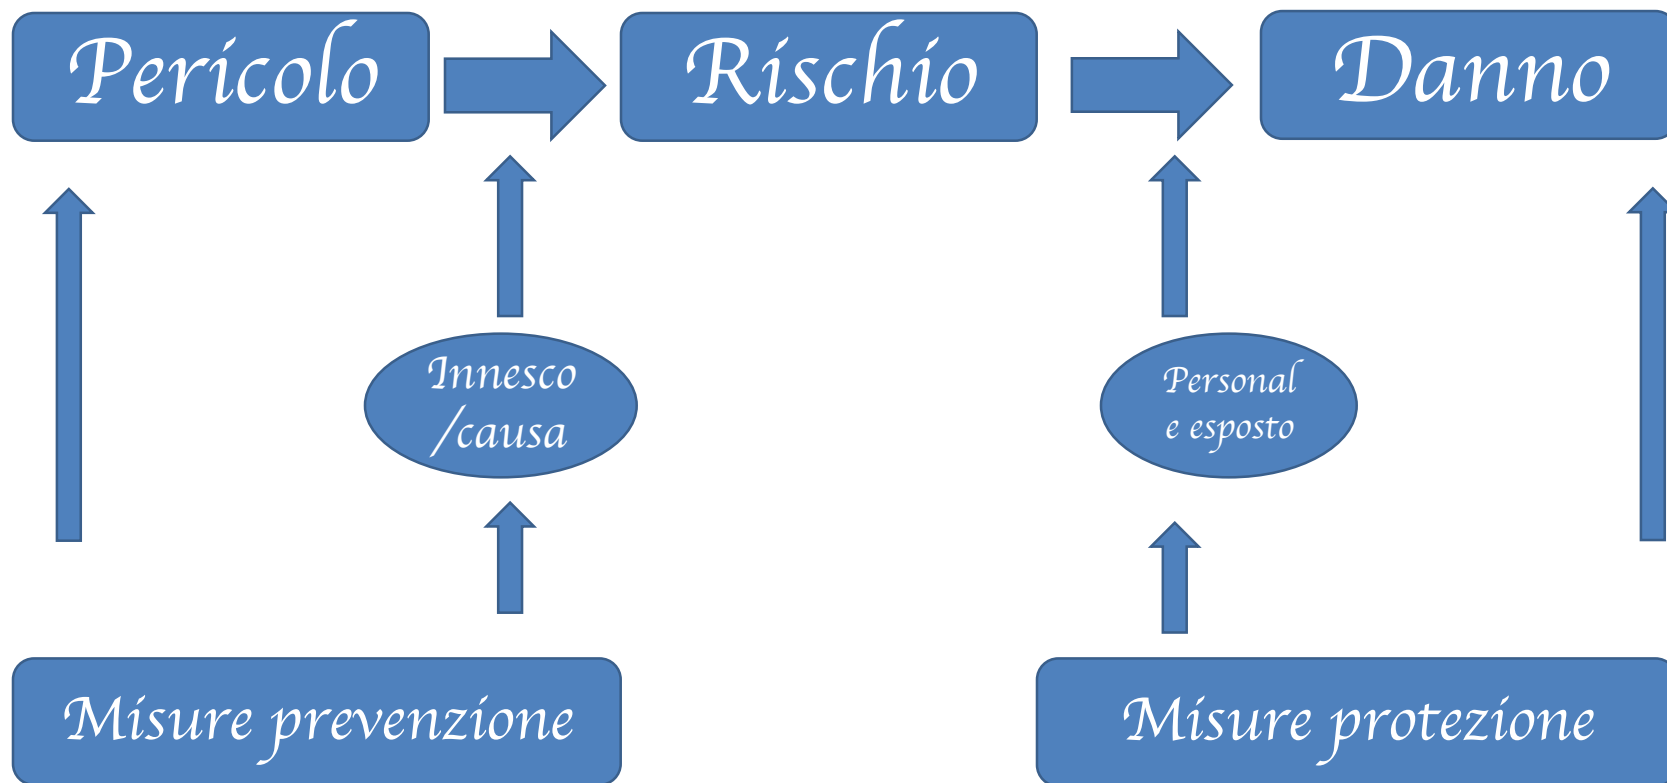 Pericolo
Rischio
Danno
Innesco
/causa
Personal
e esposto
Misure prevenzione
Misure protezione